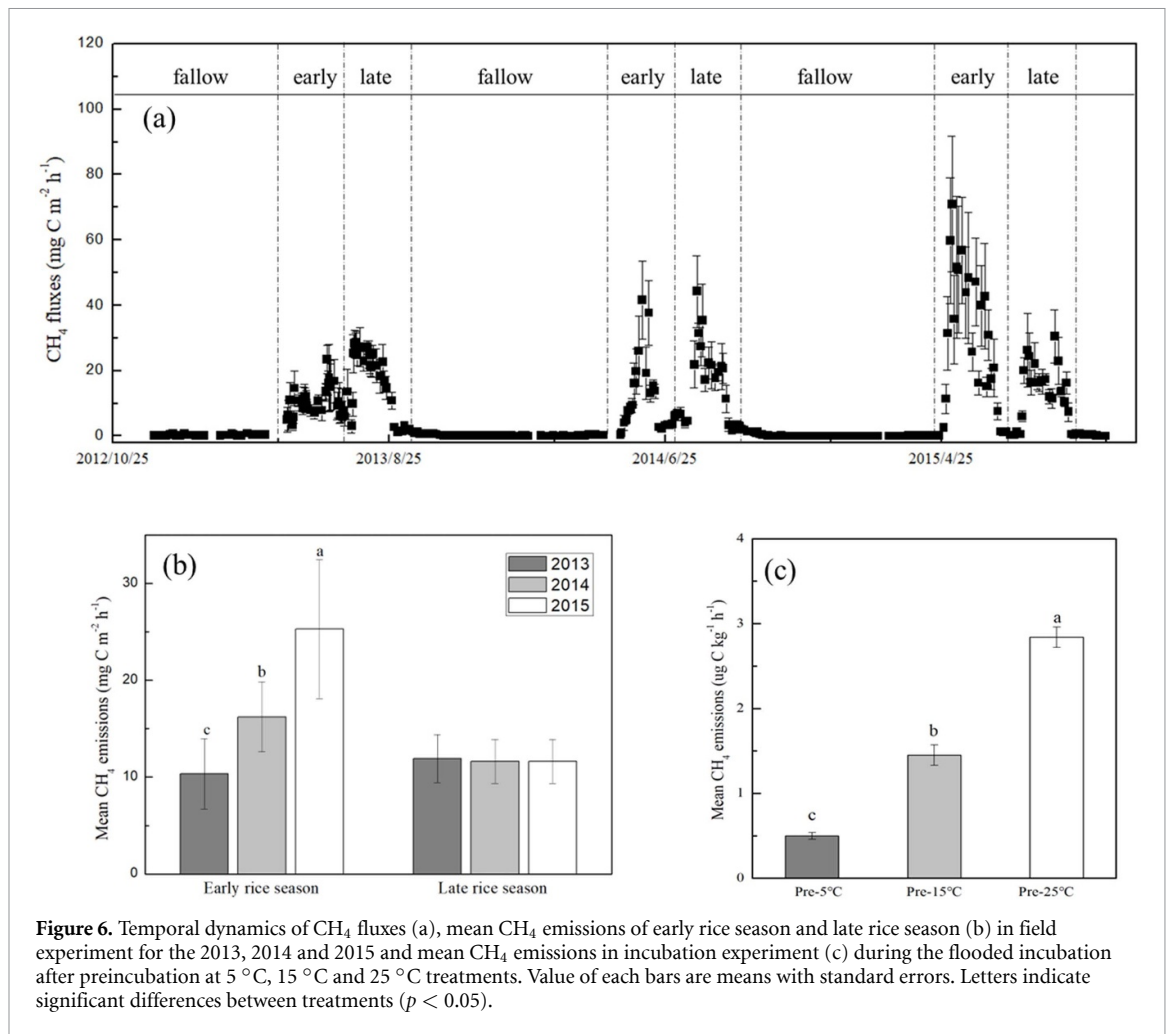 120
fallow early late fallow early late fallow early late
100
(a)
80
60
40
20
0
CH₄ fluxes (mg C m⁻² h⁻¹)
2012/10/25 2013/8/25 2014/6/25 2015/4/25
(b)
2013
2014
2015
30
20
10
0
c b a
Mean CH₄ emissions (mg C m⁻² h⁻¹)
Early rice season Late rice season
(c)
4
3
2
1
0
c b a
Mean CH₄ emissions (ug C kg⁻¹ h⁻¹)
Pre-5°C Pre-15°C Pre-25°C
Figure 6. Temporal dynamics of CH₄ fluxes (a), mean CH₄ emissions of early rice season and late rice season (b) in field
experiment for the 2013, 2014 and 2015 and mean CH₄ emissions in incubation experiment (c) during the flooded incubation
after preincubation at 5 °C, 15 °C and 25 °C treatments. Value of each bars are means with standard errors. Letters indicate
significant differences between treatments (p < 0.05).